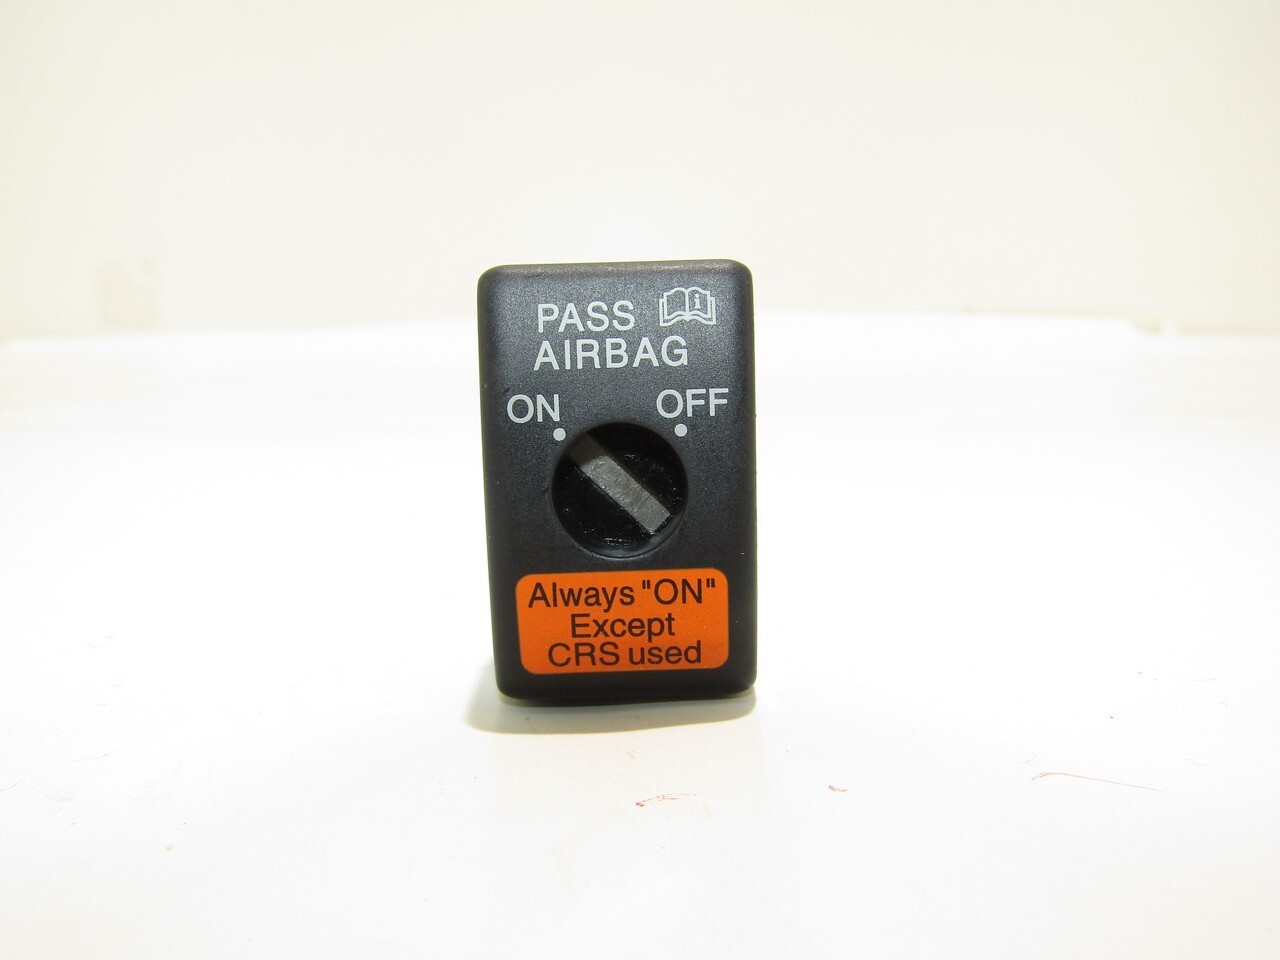 PASS
AIRBAG
ON OFF
Always "ON"
Except
CRS used